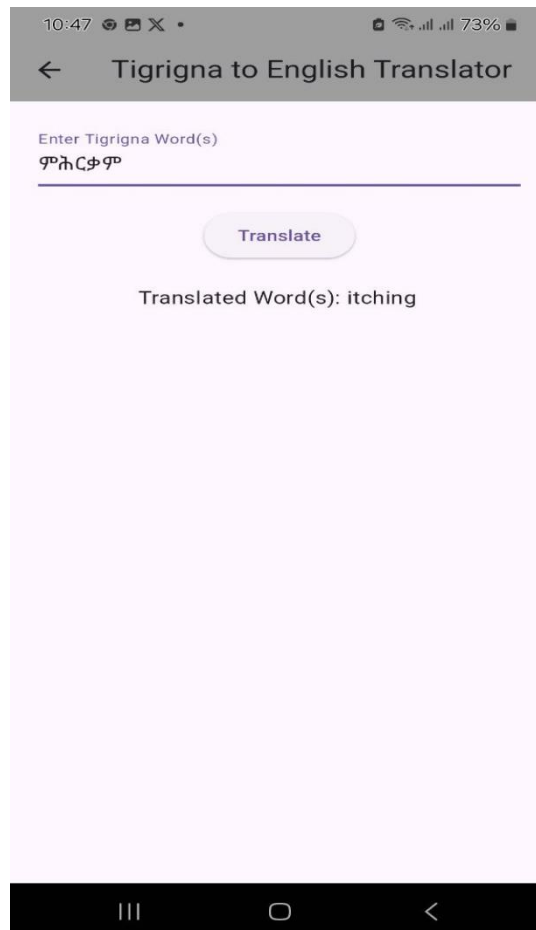 10:47 73%
← Tigrigna to English Translator
Enter Tigrigna Word(s)
ምሕርቃም
Translate
Translated Word(s): itching